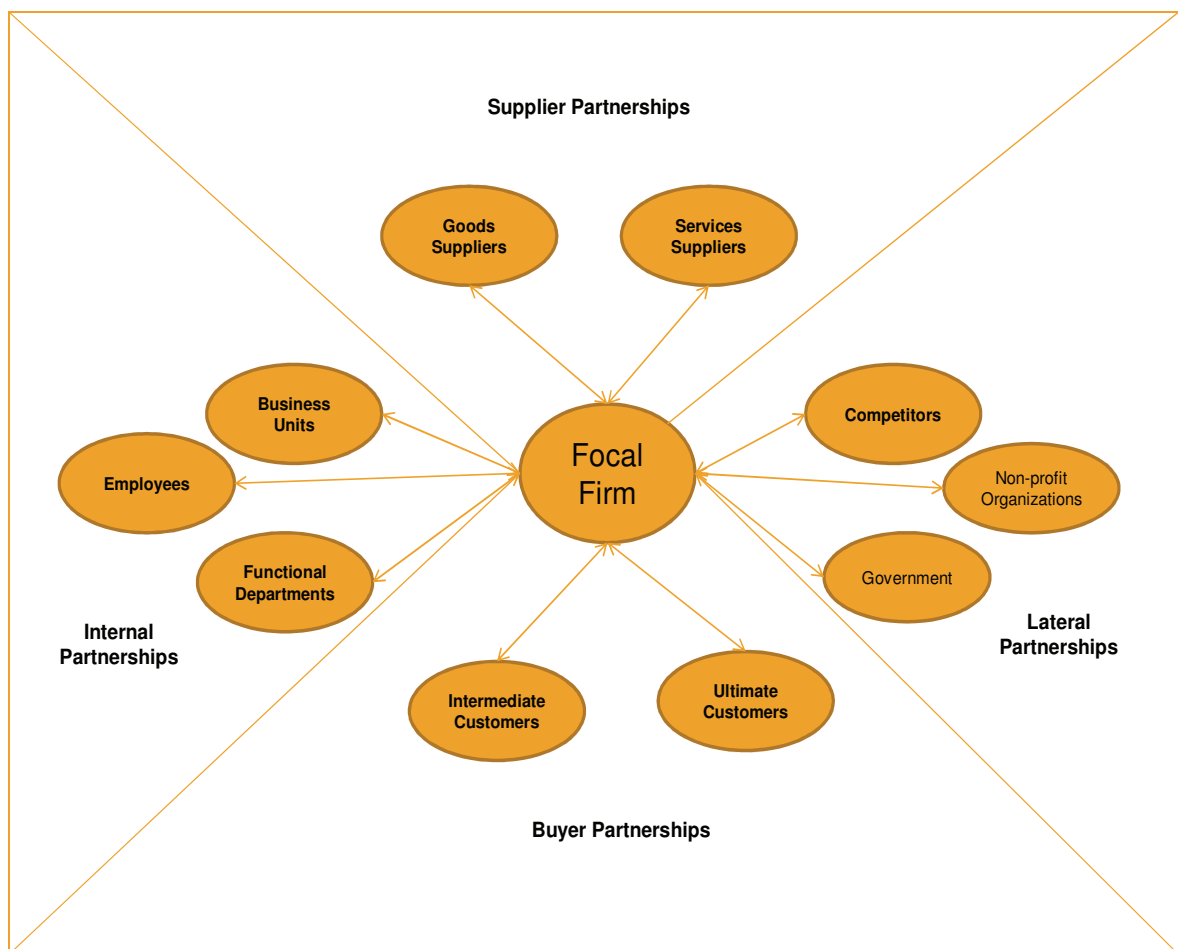 Supplier Partnerships
Goods
Suppliers
Services
Suppliers
Business
Units
Competitors
Employees
Focal
Firm
Non-profit
Organizations
Functional
Departments
Government
Internal
Partnerships
Lateral
Partnerships
Intermediate
Customers
Ultimate
Customers
Buyer Partnerships